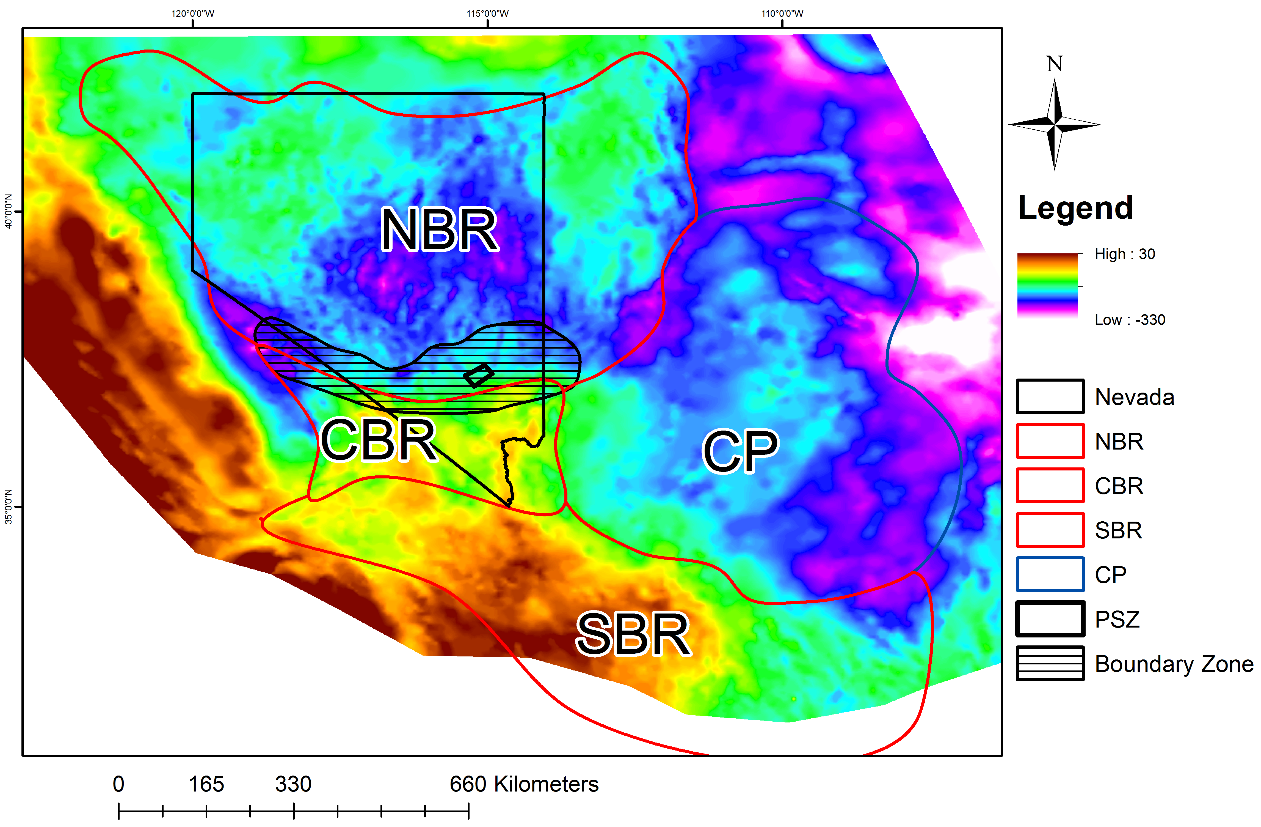 120°0'0"W 115°0'0"W 110°0'0"W
N
Legend
40°0'0"N
NBR
High : 30
Low : -330
Nevada
CBR
CP
NBR
CBR
35°0'0"N
SBR
CP
SBR
PSZ
Boundary Zone
0 165 330 660 Kilometers